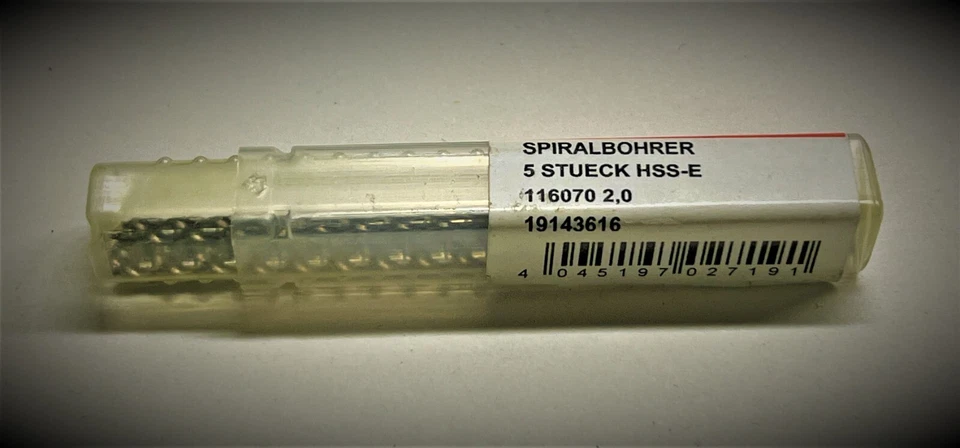 SPIRALBOHRER
5 STUECK HSS-E
116070 2,0
19143616
4 045197 027191